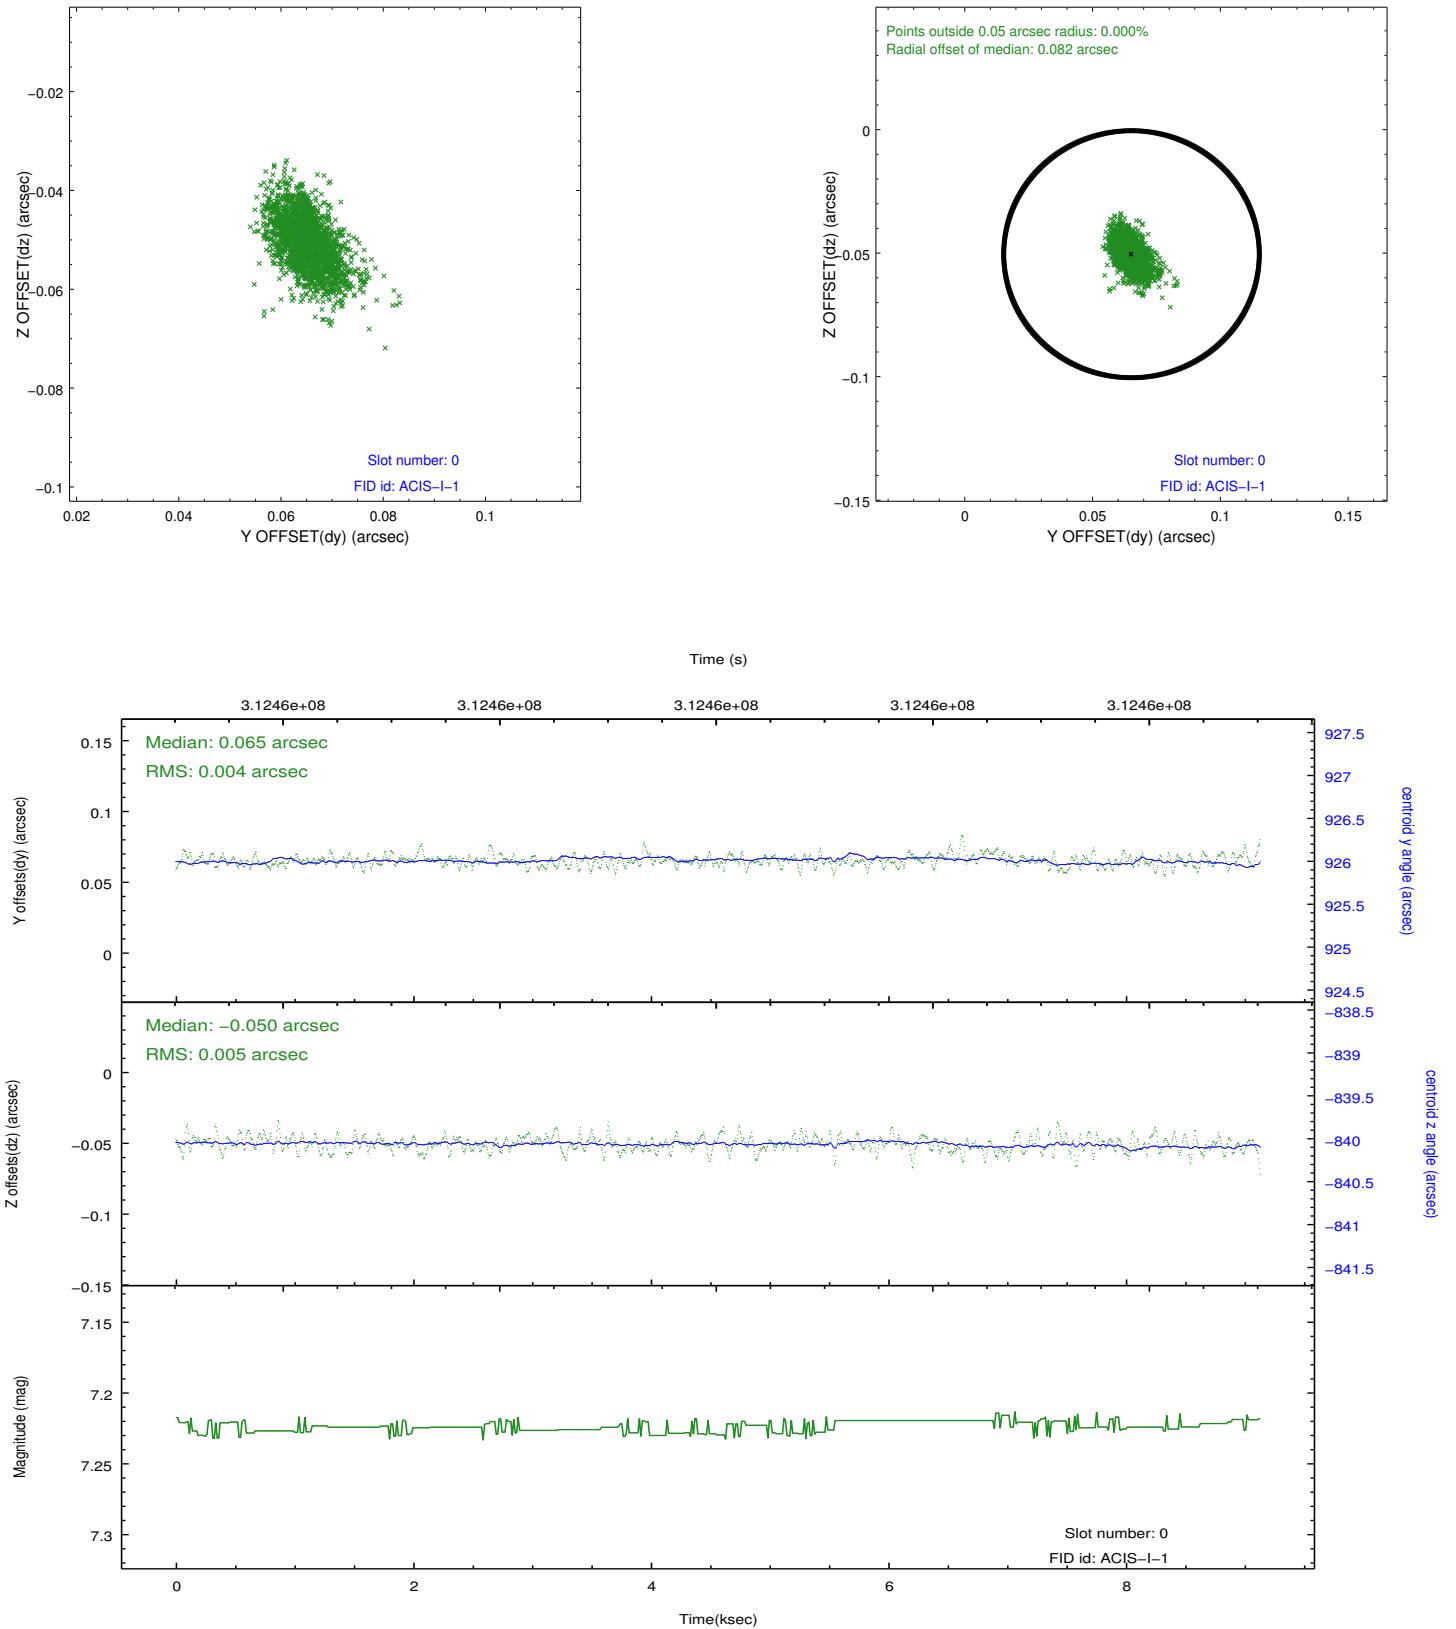 −0.02
−0.04
−0.06
−0.08
−0.1
Z OFFSET(dz) (arcsec)
Slot number: 0
FID id: ACIS−I−1
0.02 0.04 0.06 0.08 0.1
Y OFFSET(dy) (arcsec)
Points outside 0.05 arcsec radius: 0.000%
Radial offset of median: 0.082 arcsec
0
−0.05
−0.1
−0.15
Z OFFSET(dz) (arcsec)
Slot number: 0
FID id: ACIS−I−1
0 0.05 0.1 0.15
Y OFFSET(dy) (arcsec)
Time (s)
3.1246e+08 3.1246e+08 3.1246e+08 3.1246e+08 3.1246e+08
Median: 0.065 arcsec
RMS: 0.004 arcsec
0.15
0.1
0.05
0
Y offsets(dy) (arcsec)
927.5
927
926.5
926
925.5
925
924.5
centroid y angle (arcsec)
Median: −0.050 arcsec
RMS: 0.005 arcsec
0
−0.05
−0.1
−0.15
Z offsets(dz) (arcsec)
−838.5
−839
−839.5
−840
−840.5
−841
−841.5
centroid z angle (arcsec)
7.15
7.2
7.25
7.3
Magnitude (mag)
Slot number: 0
FID id: ACIS−I−1
0 2 4 6 8
Time(ksec)